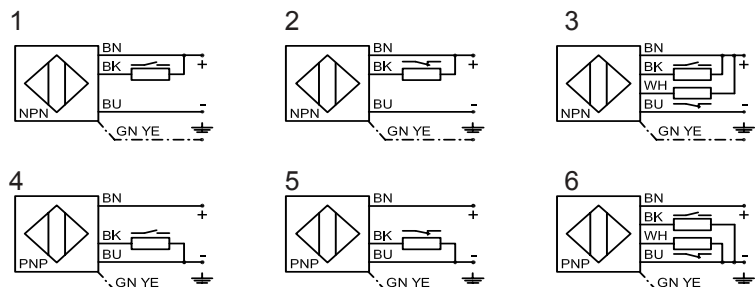 1
BN
+
BK
BU
-
NPN
GN YE
2
BN
+
BK
BU
-
NPN
GN YE
3
BN
+
BK
WH
BU
-
NPN
GN YE
4
BN
+
BK
BU
-
PNP
GN YE
5
BN
+
BK
BU
-
PNP
GN YE
6
BN
+
BK
WH
BU
-
PNP
GN YE